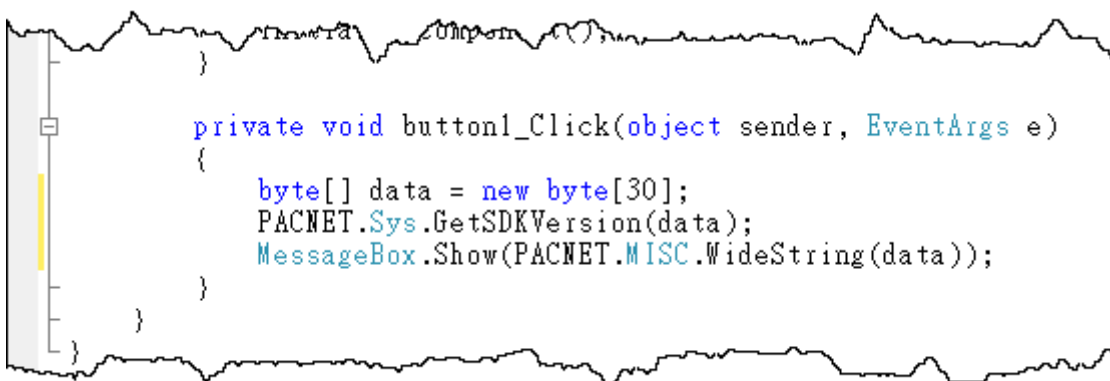 }
private void button1_Click(object sender, EventArgs e)
{
byte[] data = new byte[30];
PACNET.Sys.GetSDKVersion(data);
MessageBox.Show(PACNET.MISC.WideString(data));
}
}
}